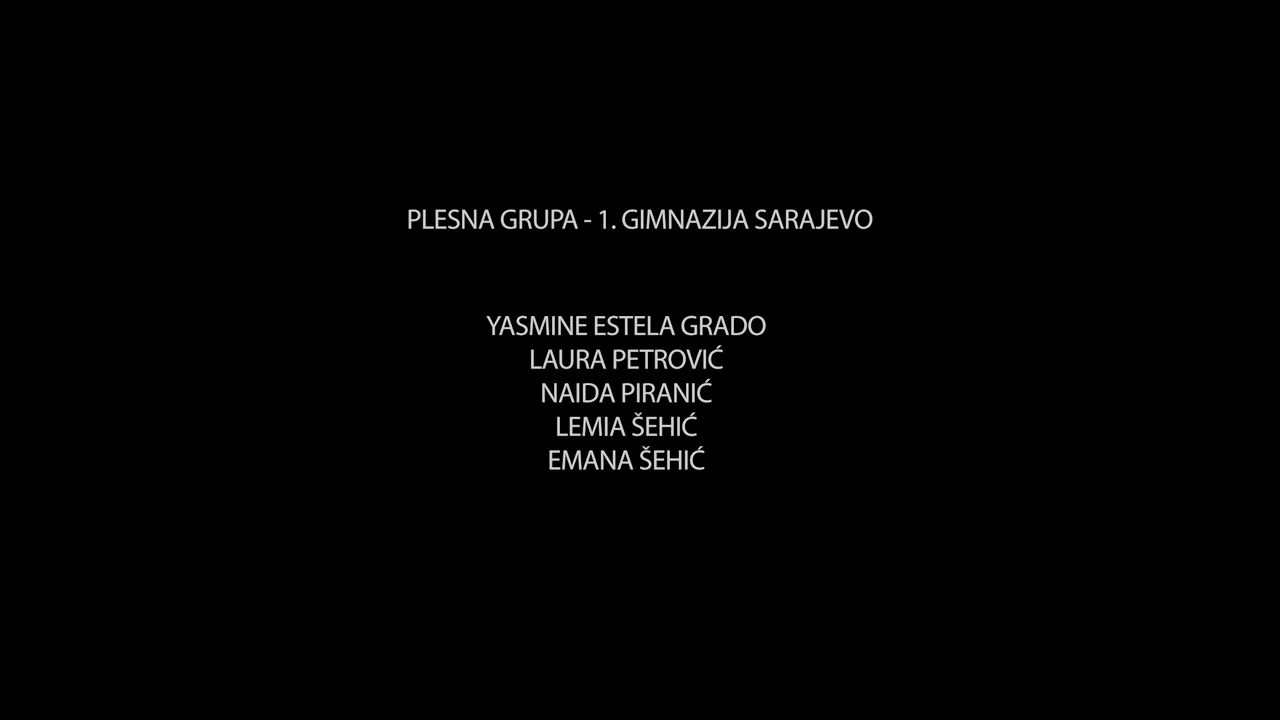 PLESNA GRUPA - 1. GIMNAZIJA SARAJEVO
YASMINE ESTELA GRADO
LAURA PETROVIĆ
NAIDA PIRANIĆ
LEMIA ŠEHIĆ
EMANA ŠEHIĆ